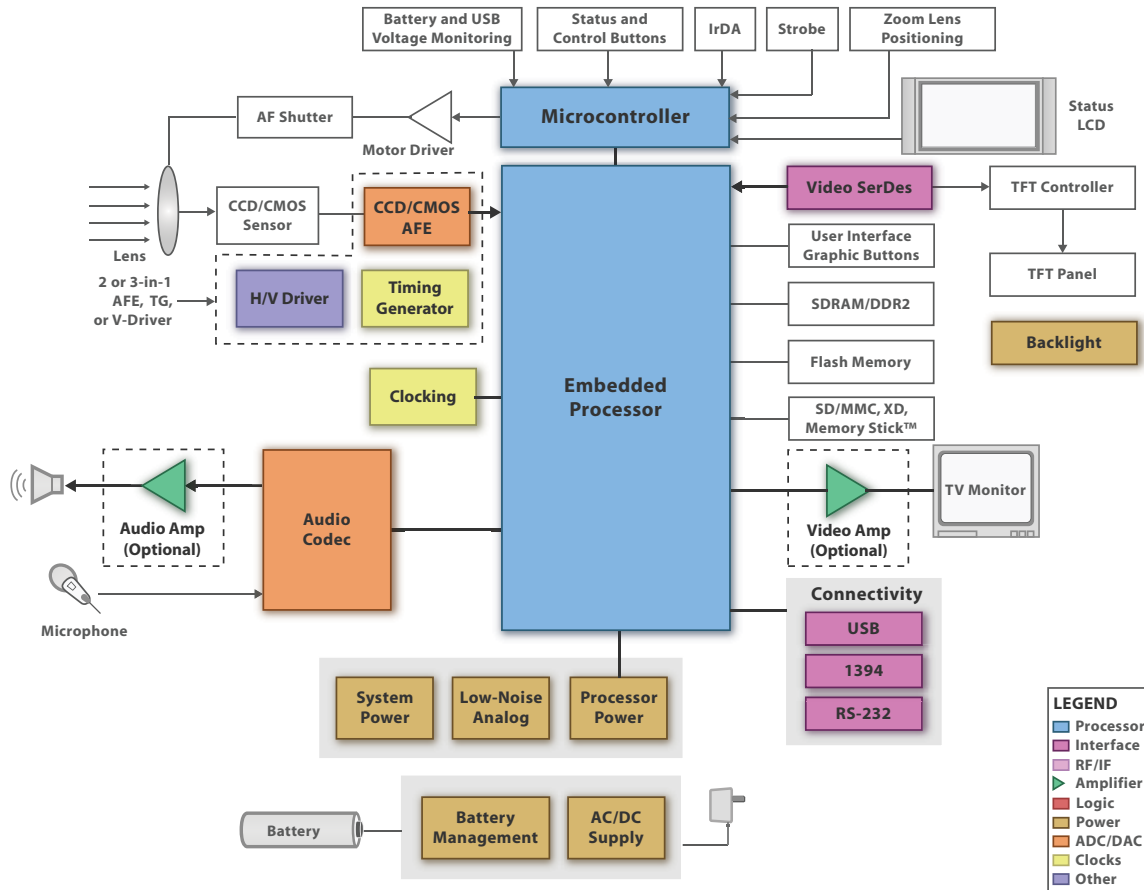 Battery and USB
Voltage Monitoring
Status and
Control Buttons
IrDA
Strobe
Zoom Lens
Positioning
Microcontroller
Status
LCD
AF Shutter
Motor Driver
CCD/CMOS
Sensor
CCD/CMOS
AFE
Video SerDes
TFT Controller
Lens
User Interface
Graphic Buttons
TFT Panel
2 or 3-in-1
AFE, TG,
or V-Driver
H/V Driver
Timing
Generator
SDRAM/DDR2
Backlight
Flash Memory
Embedded
Processor
Clocking
SD/MMC, XD,
Memory Stick™
Audio Amp
(Optional)
Audio
Codec
Video Amp
(Optional)
TV Monitor
Microphone
Connectivity
USB
1394
RS-232
System
Power
Low-Noise
Analog
Processor
Power
Battery
Battery
Management
AC/DC
Supply
LEGEND
Processor
Interface
RF/IF
Amplifier
Logic
Power
ADC/DAC
Clocks
Other